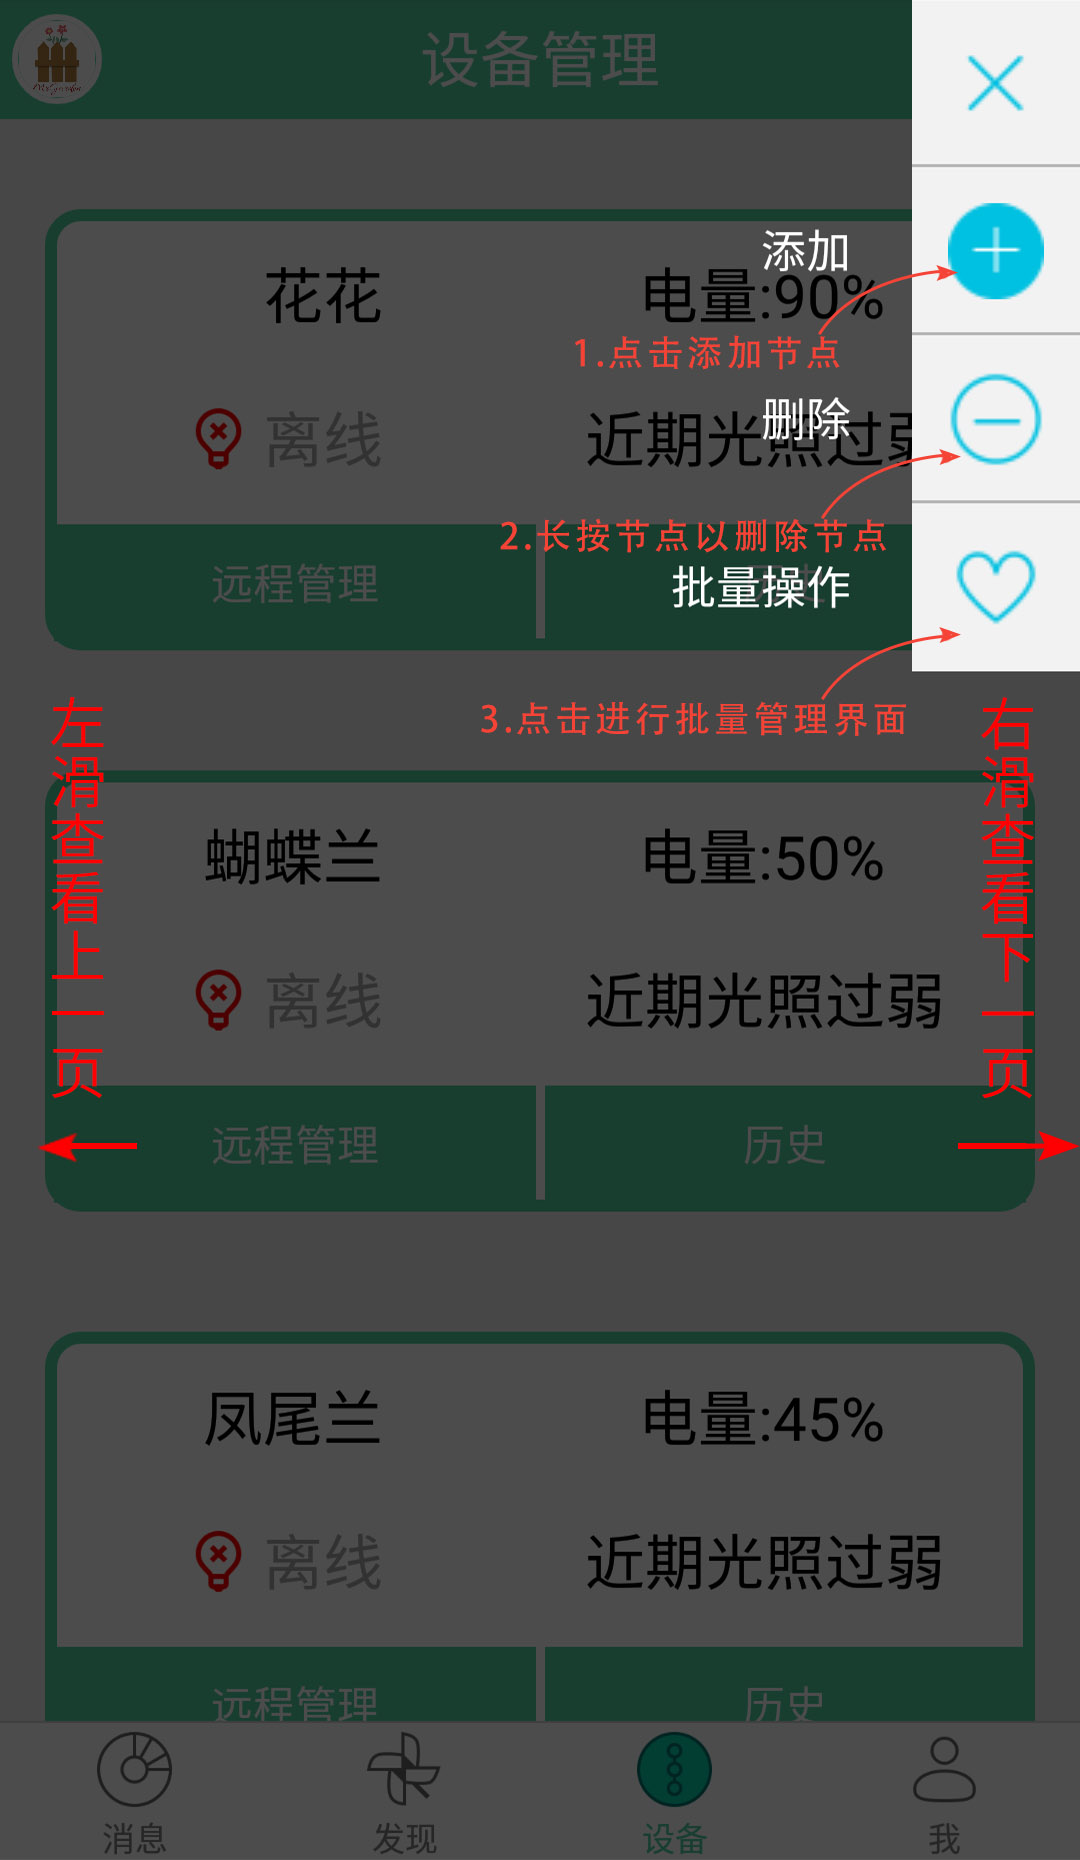 设备管理
添加
花花
电量:90%
1.点击添加节点
删除
离线
近期光照过弱
2.长按节点以删除节点
远程管理
历史
批量操作
3.点击进行批量管理界面
左滑查看上一页
右滑查看下一页
蝴蝶兰
电量:50%
离线
近期光照过弱
远程管理
历史
凤尾兰
电量:45%
离线
近期光照过弱
远程管理
历史
消息
发现
设备
我